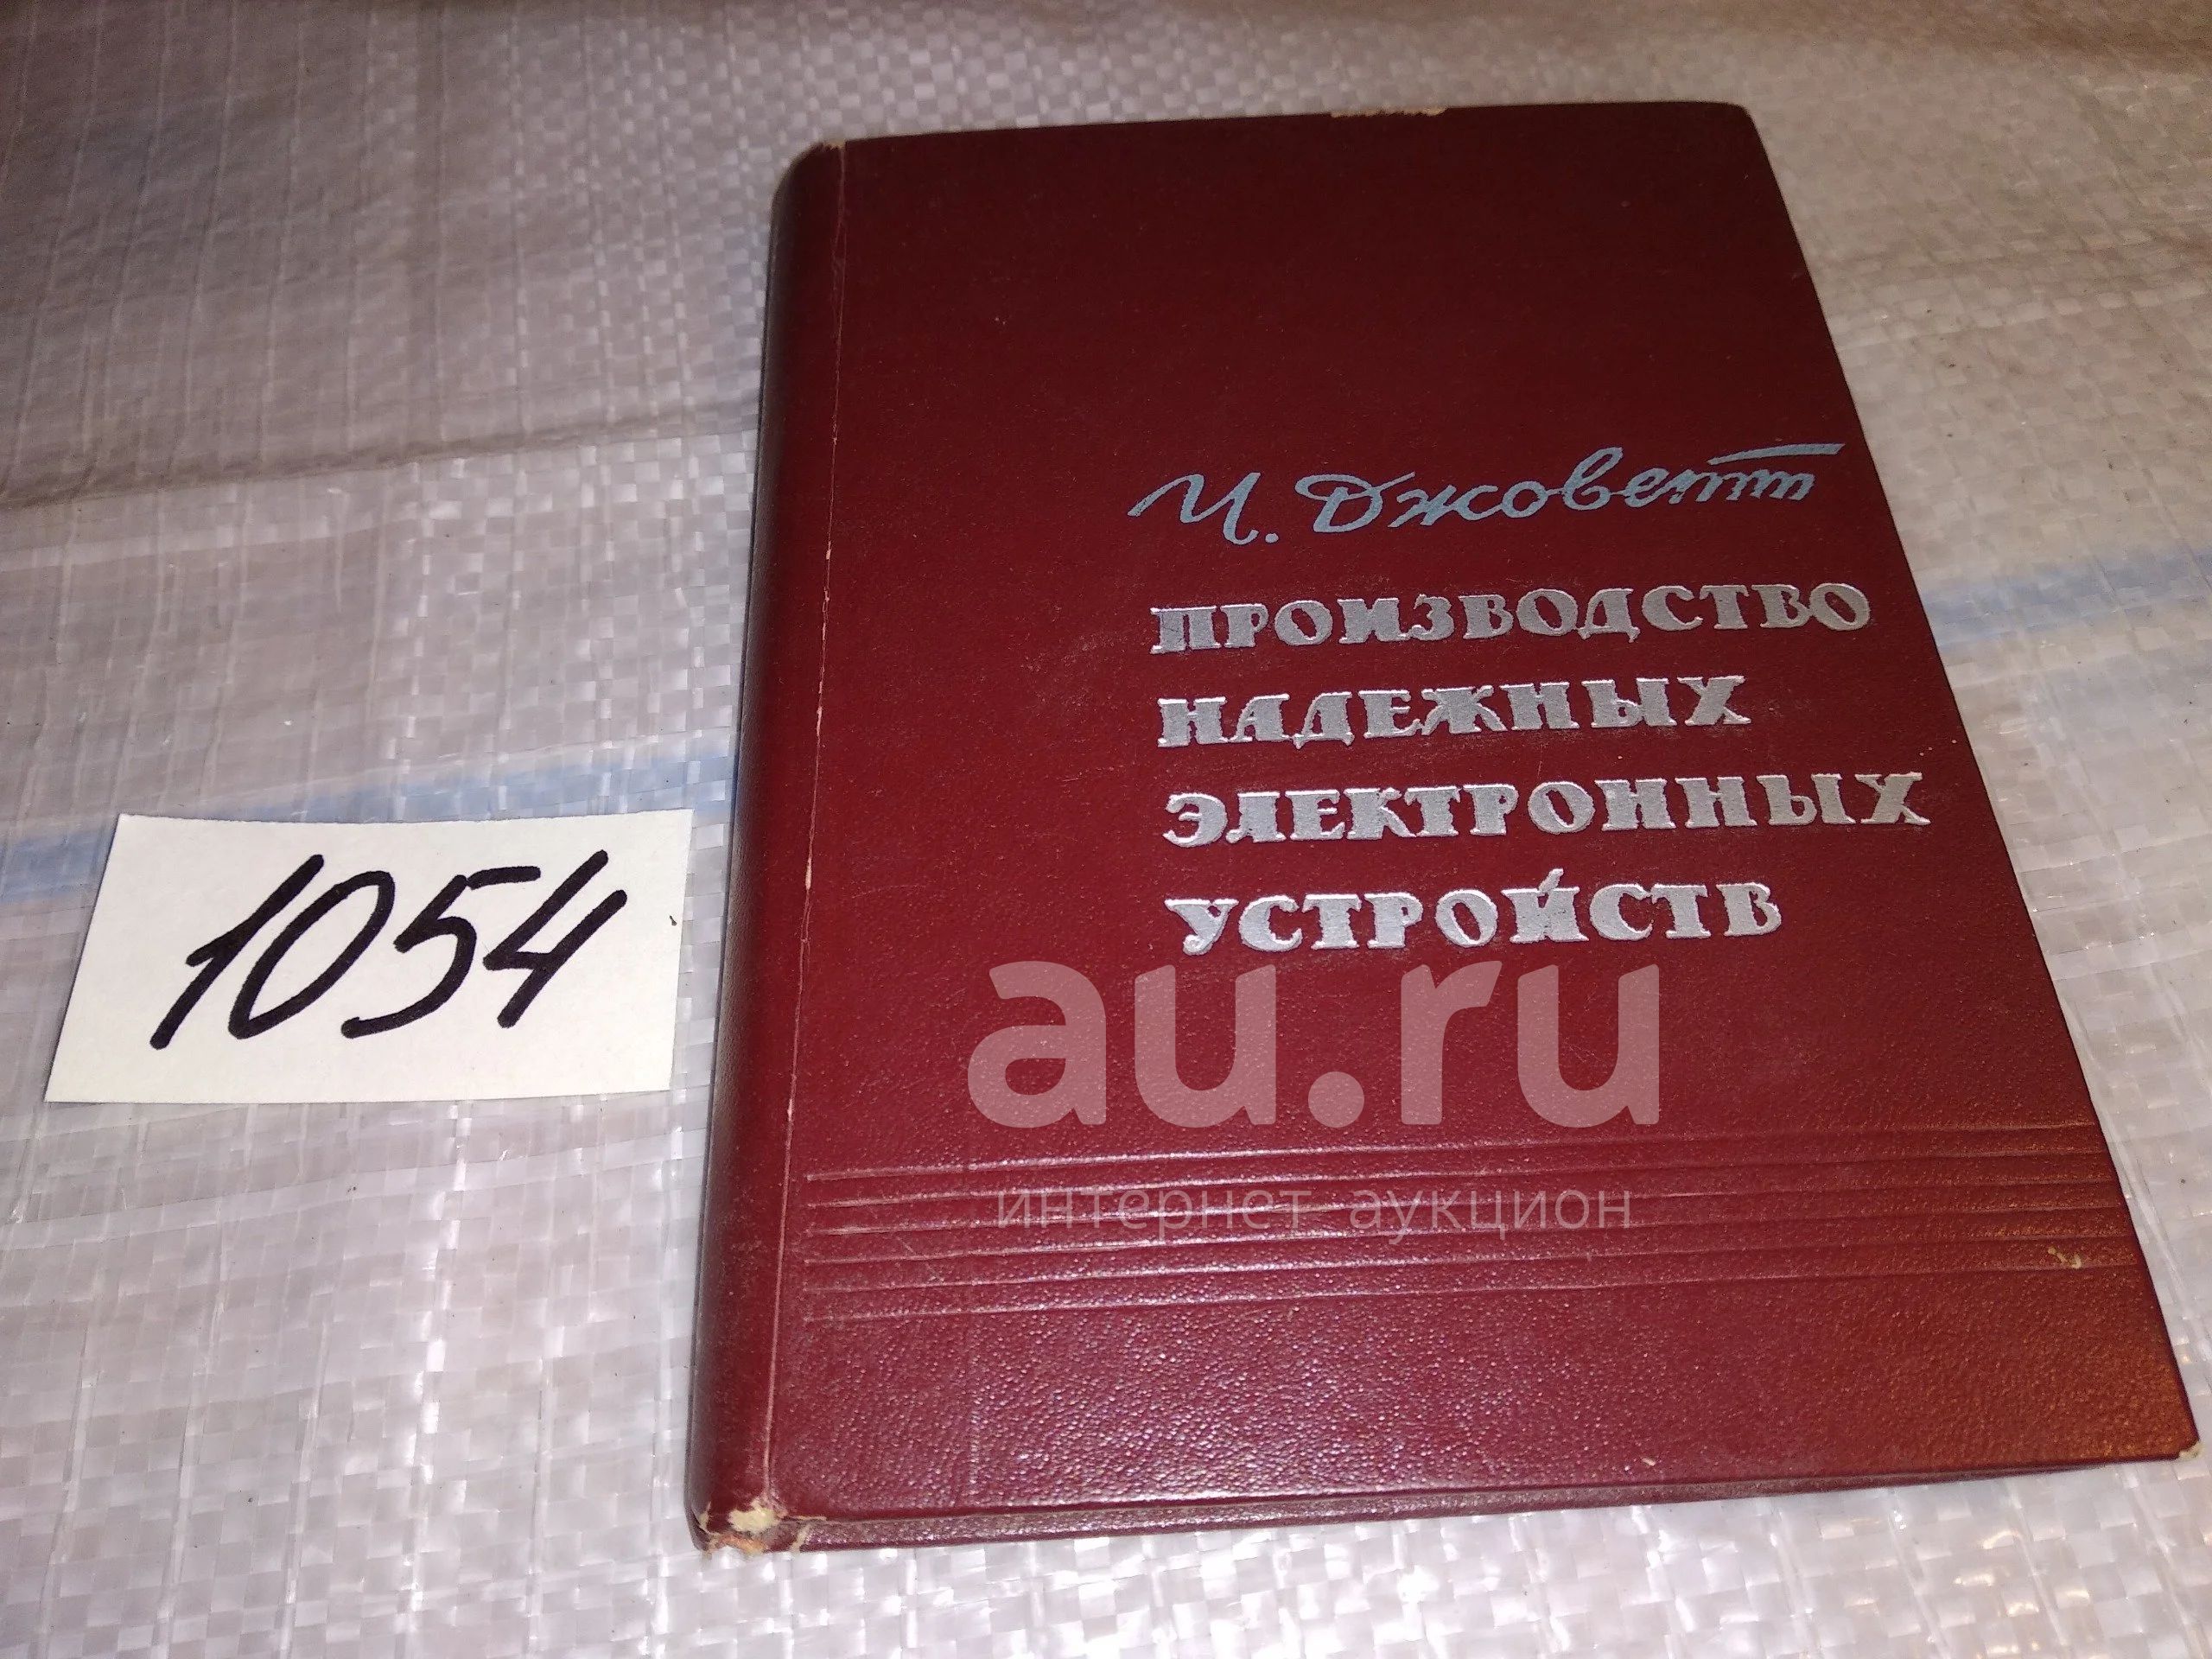 Ч. Джоветт
ПРОИЗВОДСТВО
НАДЕЖНЫХ
ЭЛЕКТРОННЫХ
УСТРОЙСТВ
1054
au.ru
интернет аукцион